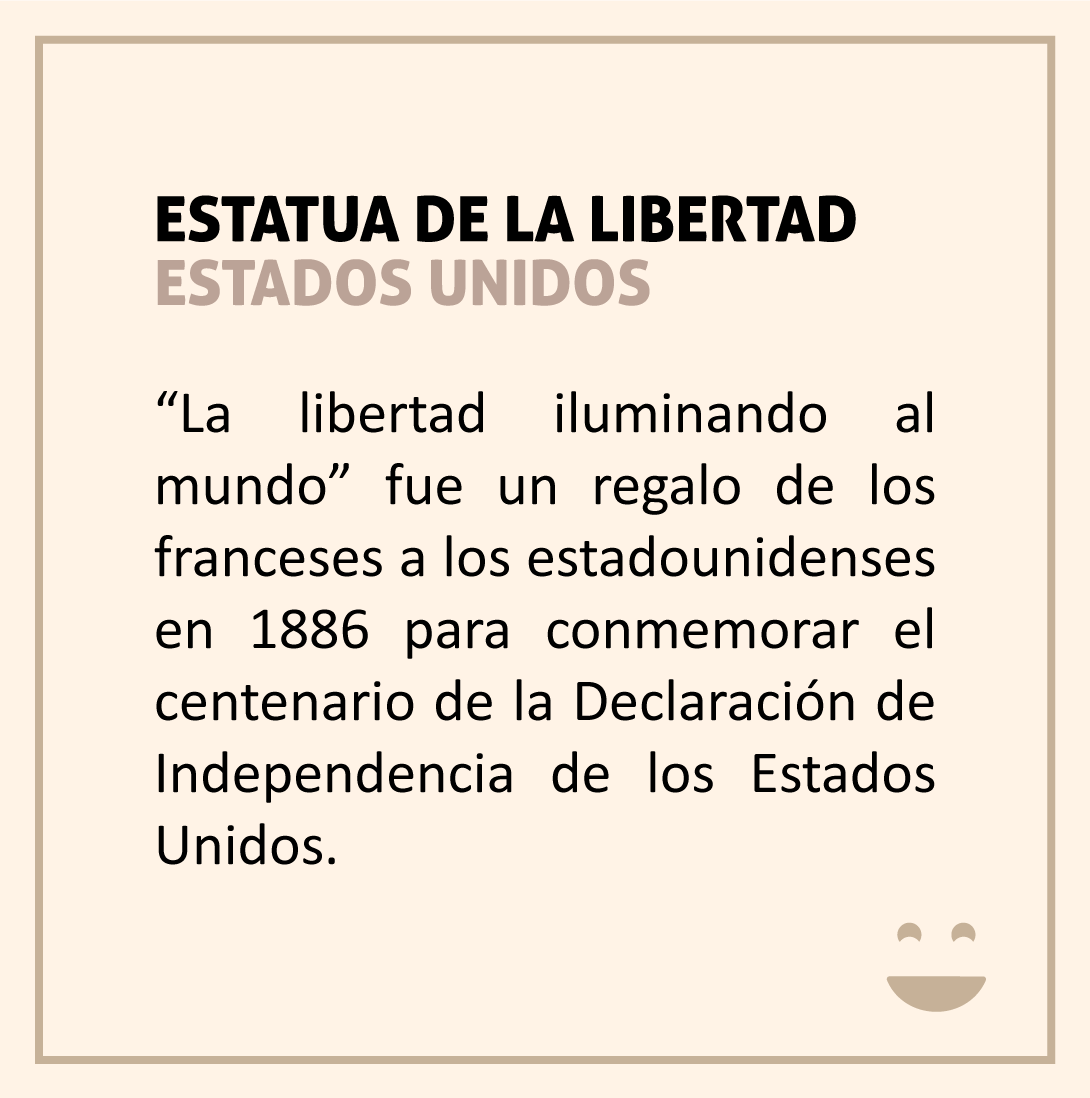 ESTATUA DE LA LIBERTAD
ESTADOS UNIDOS
“La libertad iluminando al
mundo” fue un regalo de los
franceses a los estadounidenses
en 1886 para conmemorar el
centenario de la Declaración de
Independencia de los Estados
Unidos.